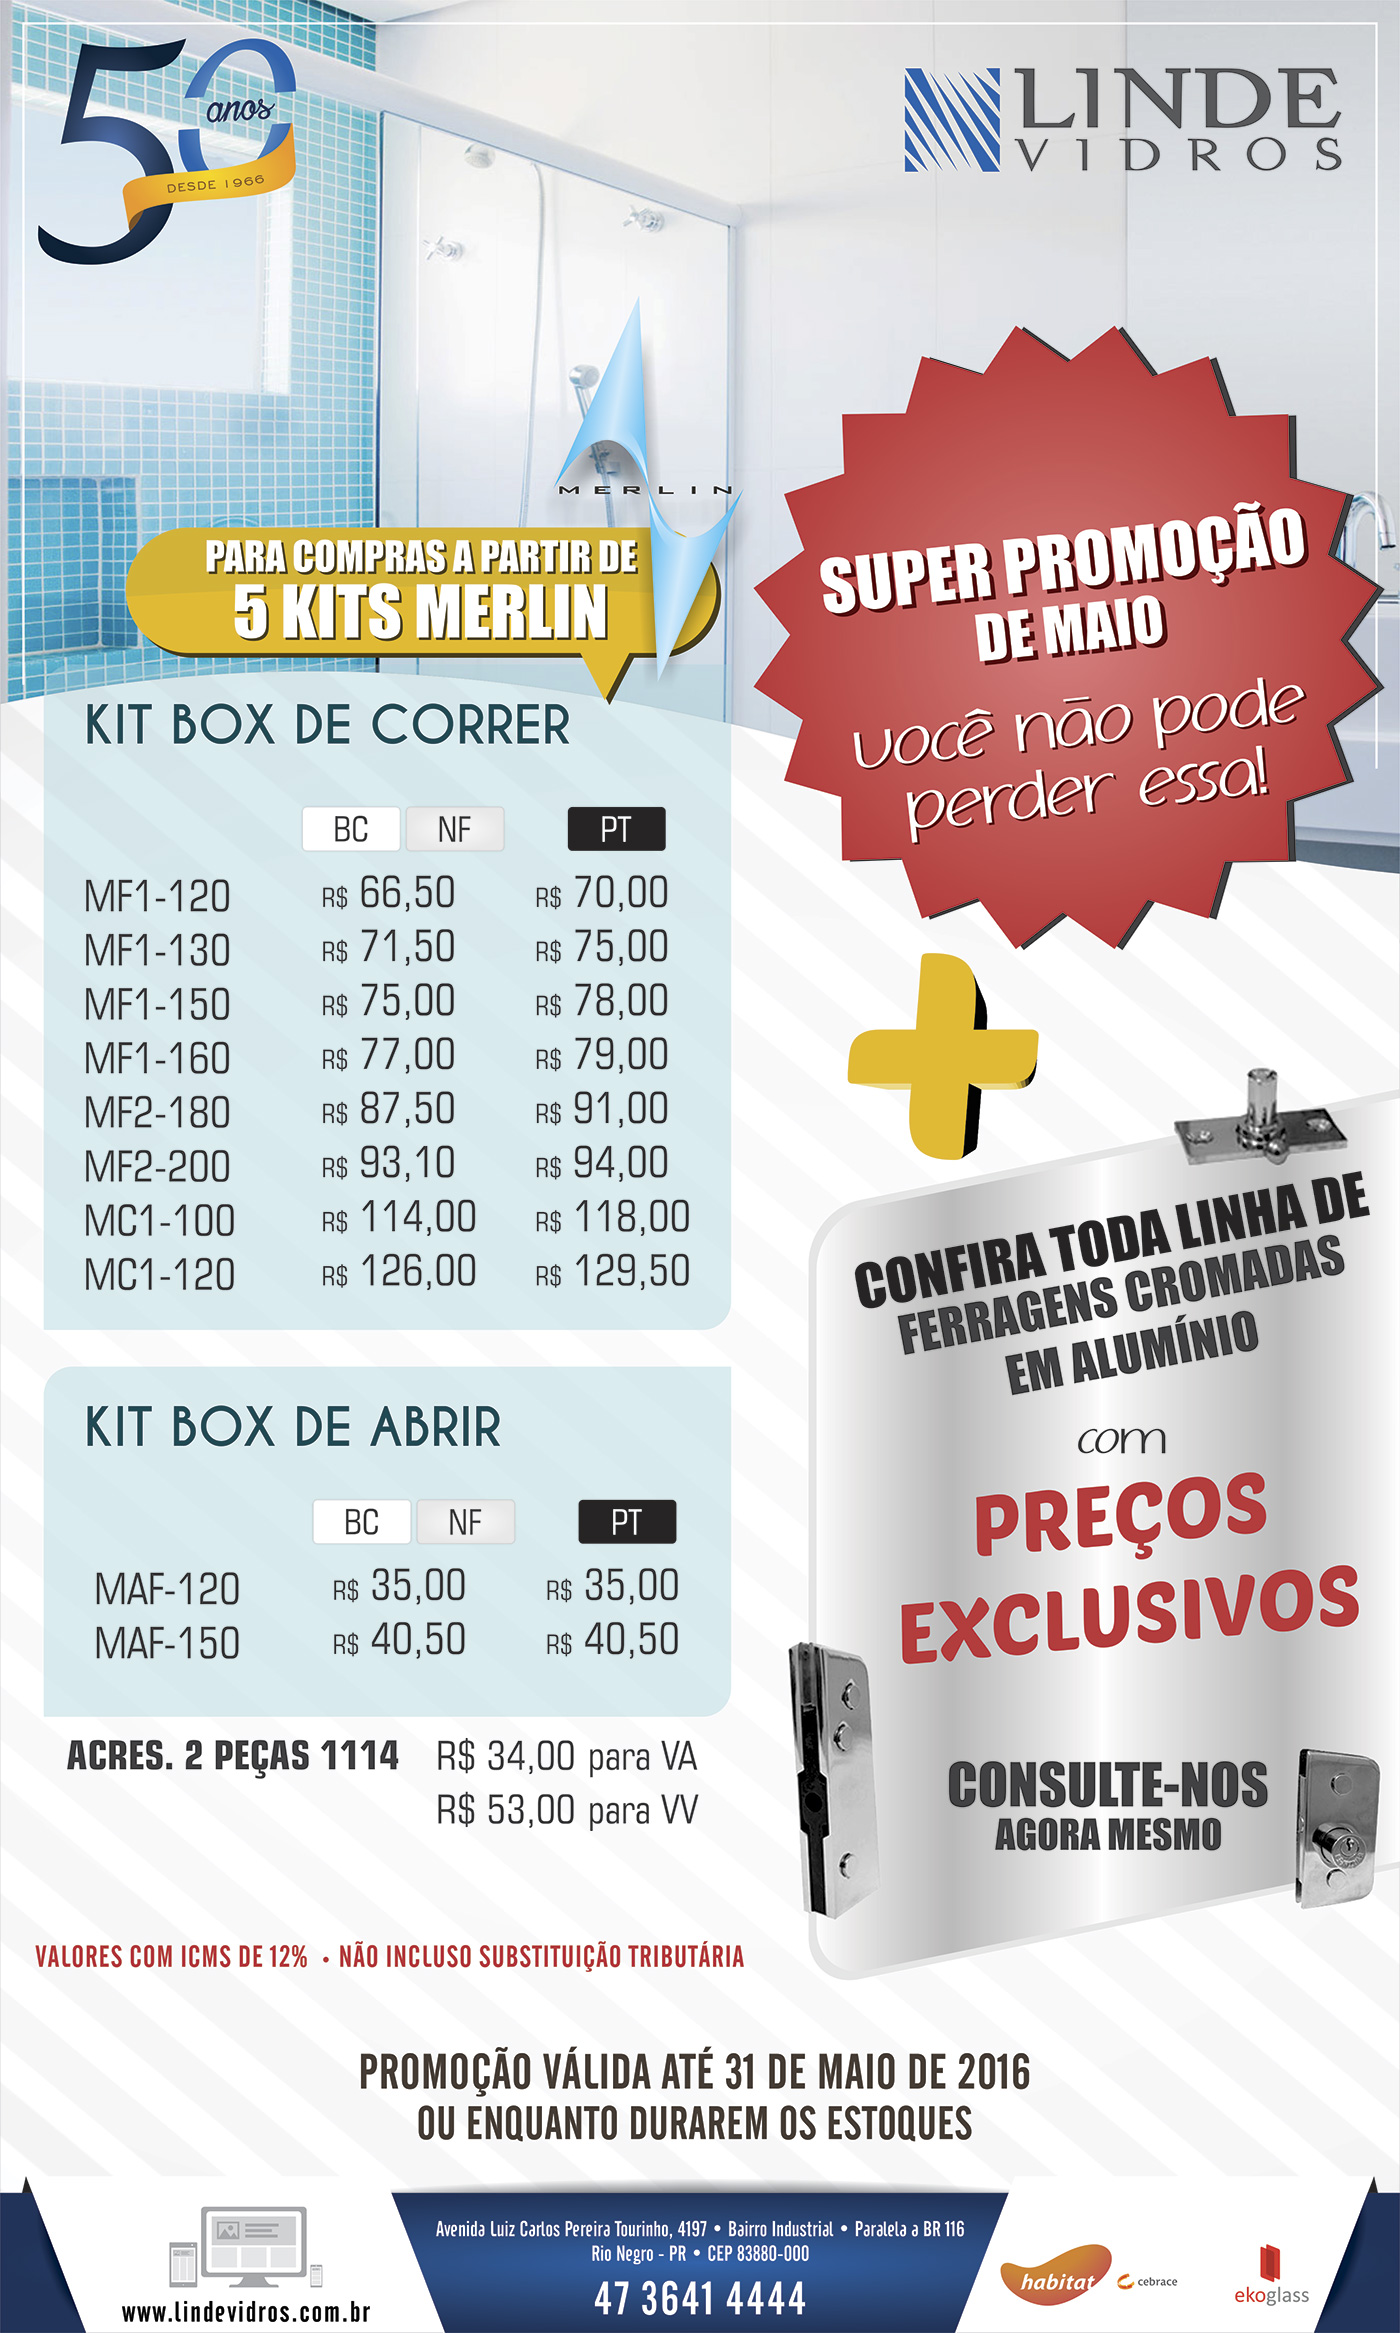 50 anos
DESDE 1966
LINDE
VIDROS
MERLIN
PARA COMPRAS A PARTIR DE
5 KITS MERLIN
SUPER PROMOÇÃO
DE MAIO
você não pode
perder essa!
KIT BOX DE CORRER
BC NF PT
MF1-120 R$ 66,50 R$ 70,00
MF1-130 R$ 71,50 R$ 75,00
MF1-150 R$ 75,00 R$ 78,00
MF1-160 R$ 77,00 R$ 79,00
MF2-180 R$ 87,50 R$ 91,00
MF2-200 R$ 93,10 R$ 94,00
MC1-100 R$ 114,00 R$ 118,00
MC1-120 R$ 126,00 R$ 129,50
KIT BOX DE ABRIR
BC NF PT
MAF-120 R$ 35,00 R$ 35,00
MAF-150 R$ 40,50 R$ 40,50
ACRES. 2 PEÇAS 1114 R$ 34,00 para VA
R$ 53,00 para VV
CONFIRA TODA LINHA DE
FERRAGENS CROMADAS
EM ALUMÍNIO
com
PREÇOS
EXCLUSIVOS
CONSULTE-NOS
AGORA MESMO
VALORES COM ICMS DE 12% • NÃO INCLUSO SUBSTITUIÇÃO TRIBUTÁRIA
PROMOÇÃO VÁLIDA ATÉ 31 DE MAIO DE 2016
OU ENQUANTO DURAREM OS ESTOQUES
www.lindevidros.com.br
Avenida Luiz Carlos Pereira Tourinho, 4197 • Bairro Industrial • Paralela a BR 116
Rio Negro - PR • CEP 83880-000
47 3641 4444
habitat
cebrace
ekoglass